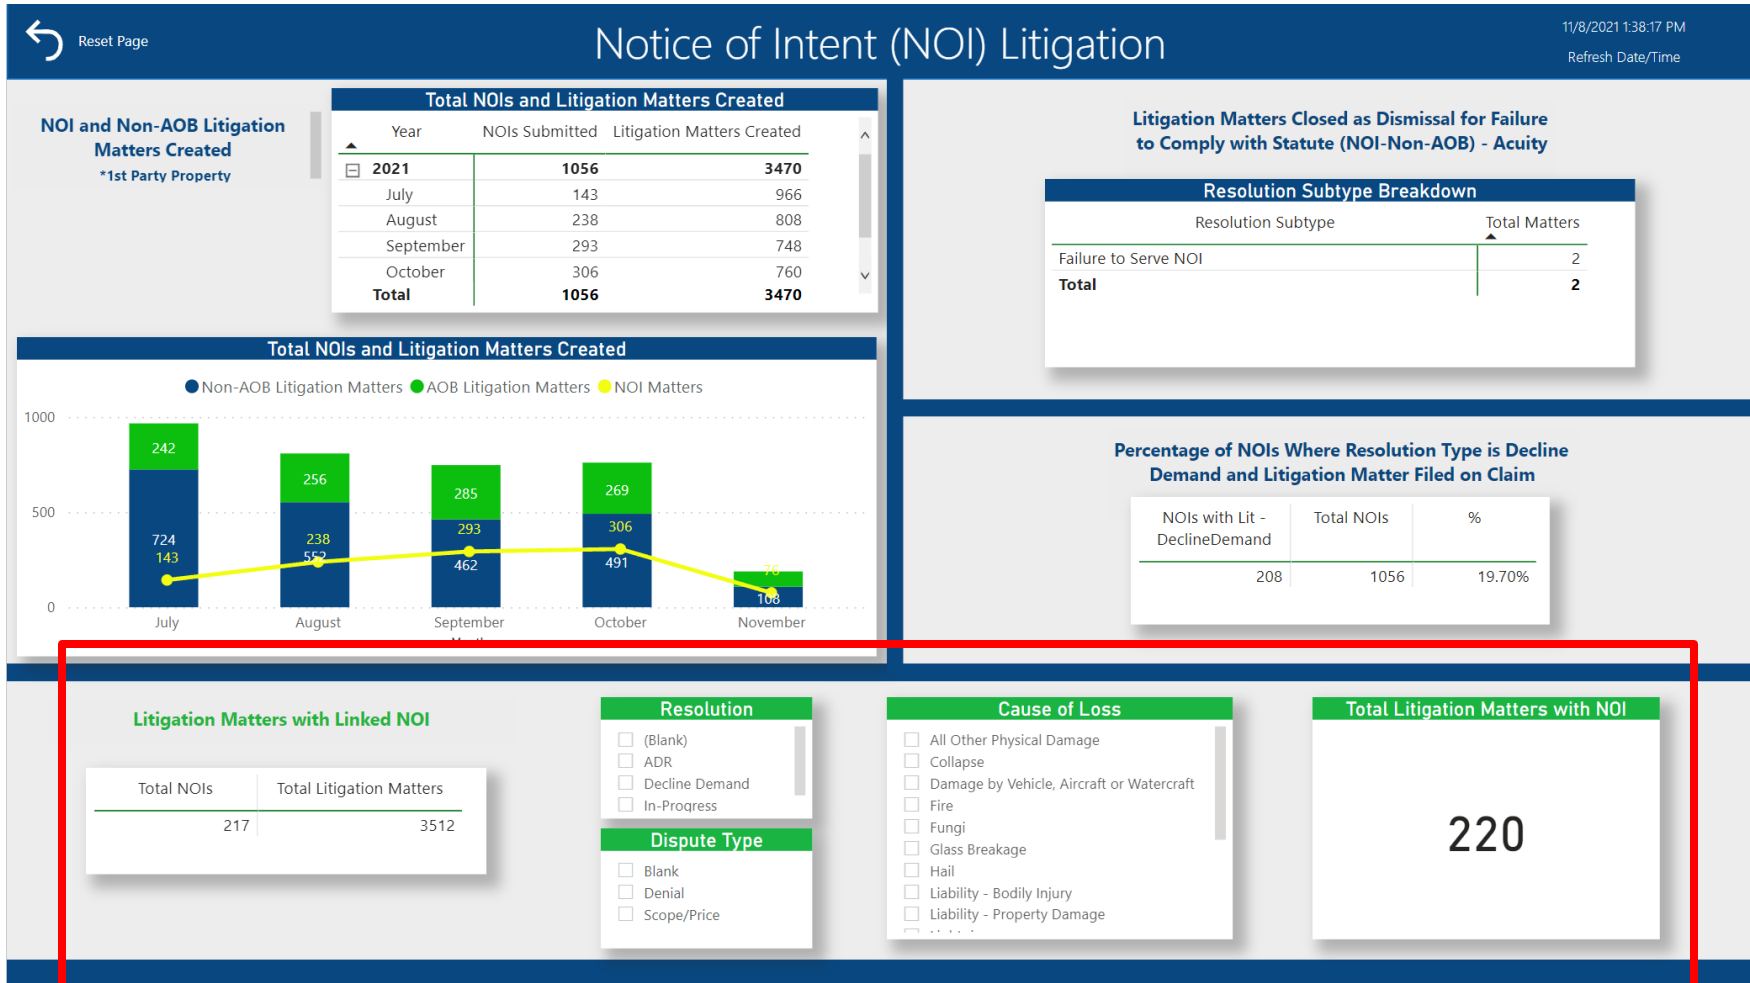 Reset Page
Notice of Intent (NOI) Litigation
11/8/2021 1:38:17 PM
Refresh Date/Time
NOI and Non-AOB Litigation
Matters Created
*1st Party Property
Total NOIs and Litigation Matters Created
Year NOIs Submitted Litigation Matters Created
2021 1056 3470
July 143 966
August 238 808
September 293 748
October 306 760
Total 1056 3470
Total NOIs and Litigation Matters Created
Non-AOB Litigation Matters AOB Litigation Matters NOI Matters
1000
500
0
242
724
143
256
238
552
285
293
462
269
306
491
76
108
July August September October November
Litigation Matters Closed as Dismissal for Failure
to Comply with Statute (NOI-Non-AOB) - Acuity
Resolution Subtype Breakdown
Resolution Subtype Total Matters
Failure to Serve NOI 2
Total 2
Percentage of NOIs Where Resolution Type is Decline
Demand and Litigation Matter Filed on Claim
NOIs with Lit - Total NOIs %
DeclineDemand
208 1056 19.70%
Litigation Matters with Linked NOI
Total NOIs Total Litigation Matters
217 3512
Resolution
(Blank)
ADR
Decline Demand
In-Progress
Dispute Type
Blank
Denial
Scope/Price
Cause of Loss
All Other Physical Damage
Collapse
Damage by Vehicle, Aircraft or Watercraft
Fire
Fungi
Glass Breakage
Hail
Liability - Bodily Injury
Liability - Property Damage
Total Litigation Matters with NOI
220